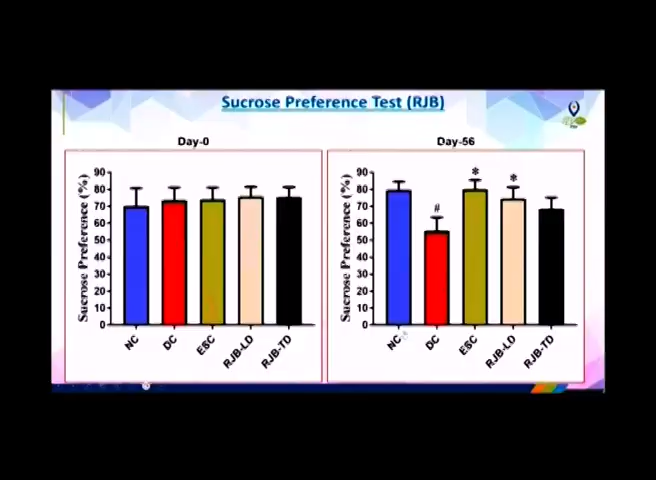 Sucrose Preference Test (RJB)
Day-0
Sucrose Preference (%)
90
80
70
60
50
40
30
20
10
0
NC
DC
ESC
RJB-LD
RJB-TD
Day-56
Sucrose Preference (%)
90
80
70
60
50
40
30
20
10
0
#
*
*
NC
DC
ESC
RJB-LD
RJB-TD